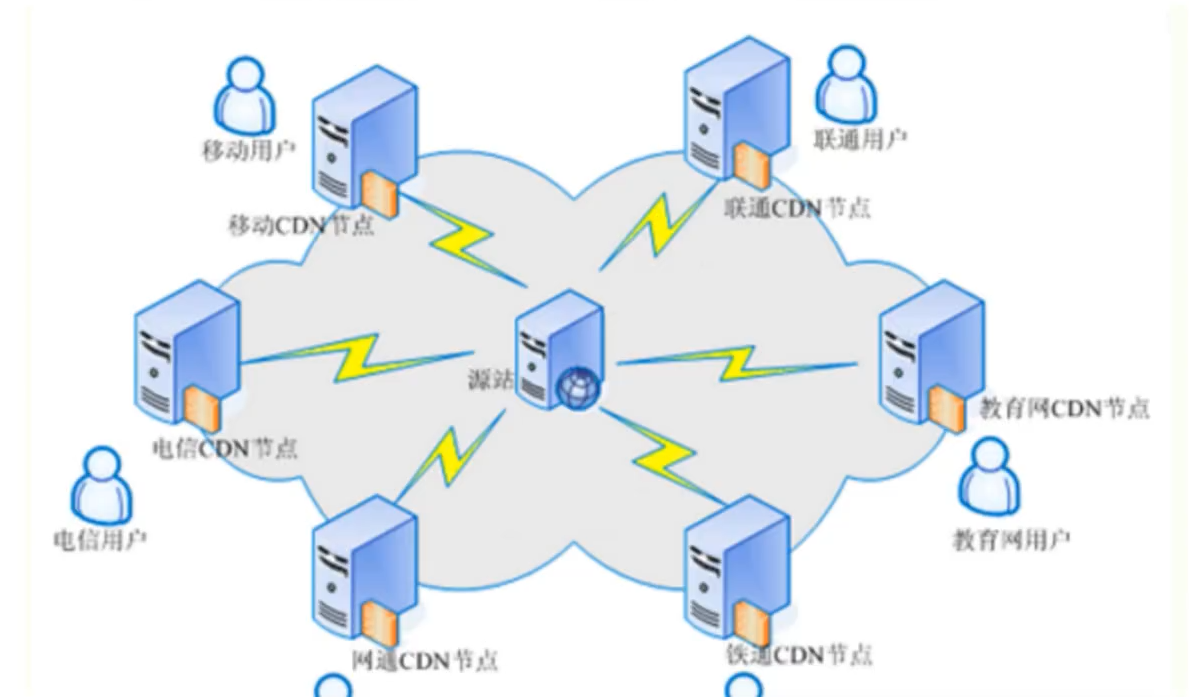 联通用户
移动用户
联通CDN节点
移动CDN节点
源站
教育网CDN节点
电信CDN节点
电信用户
教育网用户
网通CDN节点
铁通CDN节点